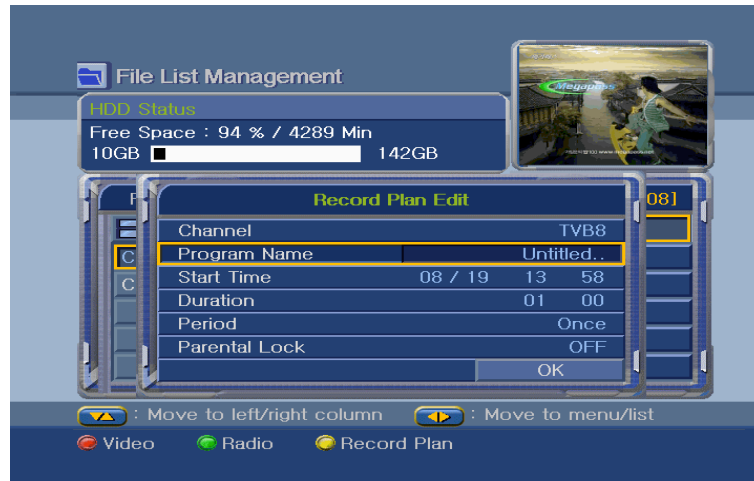 File List Management
Megapass
HDD Status
Free Space : 94 % / 4289 Min
10GB 142GB
08]
Record Plan Edit
Channel TVB8
Program Name Untitled..
Start Time 08 / 19 13 58
Duration 01 00
Period Once
Parental Lock OFF
OK
: Move to left/right column : Move to menu/list
Video Radio Record Plan